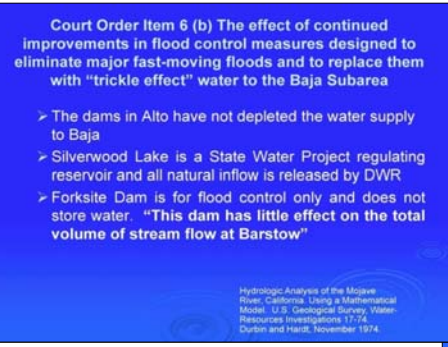 Court Order Item 6 (b) The effect of continued
improvements in flood control measures designed to
eliminate major fast-moving floods and to replace them
with “trickle effect” water to the Baja Subarea
➢ The dams in Alto have not depleted the water supply
to Baja
➢ Silverwood Lake is a State Water Project regulating
reservoir and all natural inflow is released by DWR
➢ Forksite Dam is for flood control only and does not
store water. “This dam has little effect on the total
volume of stream flow at Barstow”
Hydrologic Analysis of the Mojave
River, California. Using a Mathematical
Model. U.S. Geological Survey, Water-
Resources Investigations 17-74.
Durbin and Hardt, November 1974.